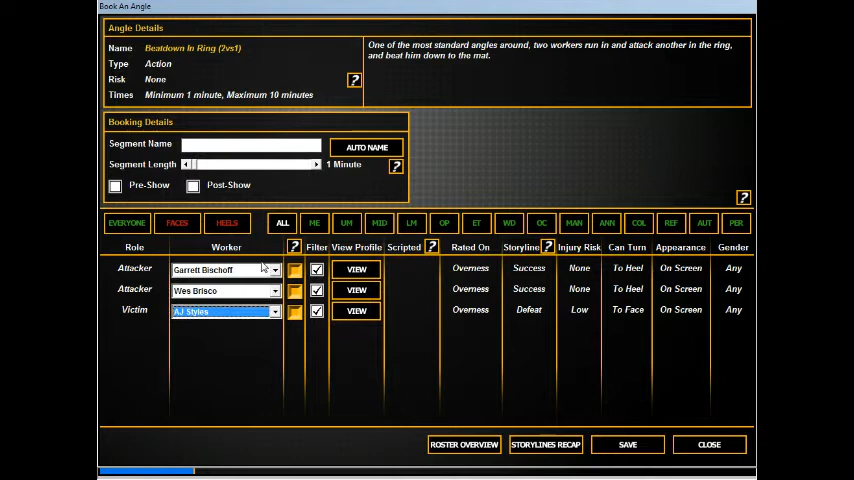 Book An Angle
Angle Details
Name Beatdown In Ring (2vs1)
Type Action
Risk None
Times Minimum 1 minute, Maximum 10 minutes
?
One of the most standard angles around, two workers run in and attack another in the ring,
and beat him down to the mat.
Booking Details
Segment Name AUTO NAME
Segment Length 1 Minute ?
Pre-Show Post-Show
?
EVERYONE FACES HEELS ALL ME UM MID LM OP ET WD OC MAN ANN COL REF AUT PER
Role Worker ? Filter View Profile Scripted ? Rated On Storyline ? Injury Risk Can Turn Appearance Gender
Attacker Garrett Bischoff VIEW Overness Success None To Heel On Screen Any
Attacker Wes Brisco VIEW Overness Success None To Heel On Screen Any
Victim AJ Styles VIEW Overness Defeat Low To Face On Screen Any
ROSTER OVERVIEW STORYLINES RECAP SAVE CLOSE